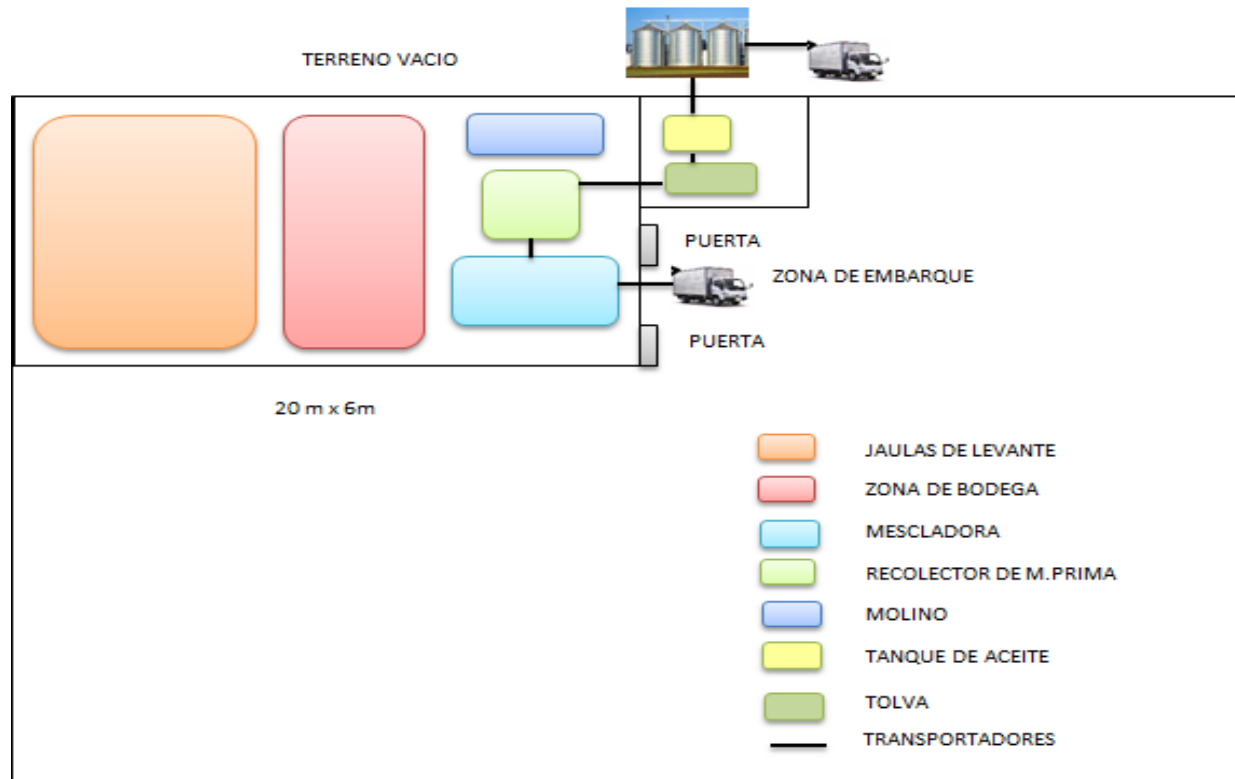 TERRENO VACIO
PUERTA
ZONA DE EMBARQUE
PUERTA
20 m x 6m
JAULAS DE LEVANTE
ZONA DE BODEGA
MESCLADORA
RECOLECTOR DE M.PRIMA
MOLINO
TANQUE DE ACEITE
TOLVA
TRANSPORTADORES